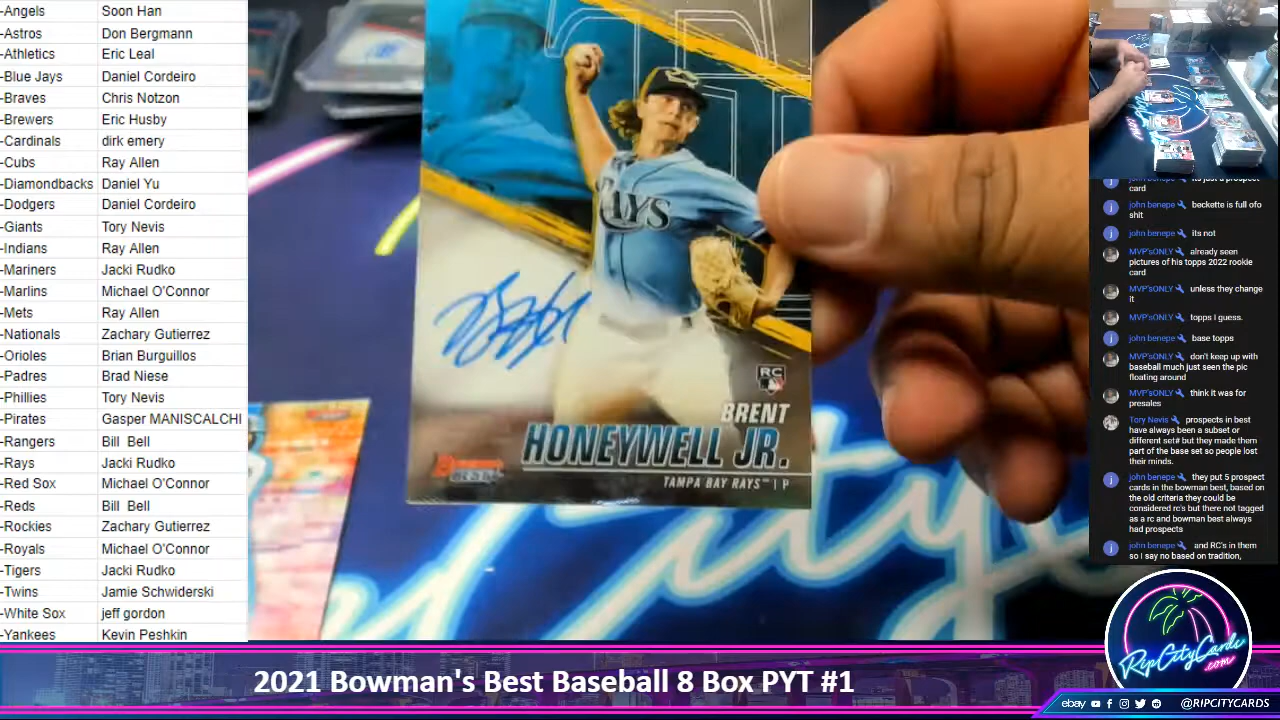 -Angels Soon Han
-Astros Don Bergmann
-Athletics Eric Leal
-Blue Jays Daniel Cordeiro
-Braves Chris Notzon
-Brewers Eric Husby
-Cardinals dirk emery
-Cubs Ray Allen
-Diamondbacks Daniel Yu
-Dodgers Daniel Cordeiro
-Giants Tory Nevis
-Indians Ray Allen
-Mariners Jacki Rudko
-Marlins Michael O'Connor
-Mets Ray Allen
-Nationals Zachary Gutierrez
-Orioles Brian Burguillos
-Padres Brad Niese
-Phillies Tory Nevis
-Pirates Gasper MANISCALCHI
-Rangers Bill Bell
-Rays Jacki Rudko
-Red Sox Michael O'Connor
-Reds Bill Bell
-Rockies Zachary Gutierrez
-Royals Michael O'Connor
-Tigers Jacki Rudko
-Twins Jamie Schwiderski
-White Sox jeff gordon
-Yankees Kevin Peshkin
RAYS
RC
BRENT
HONEYWELL JR.
BOWMAN'S BEST
TAMPA BAY RAYS™ | P
john benepe its just a prospect
card
john benepe beckette is full ofo
shit
john benepe its not
MVP'sONLY already seen
pictures of his topps 2022 rookie
card
MVP'sONLY unless they change
it
MVP'sONLY topps I guess.
john benepe base topps
MVP'sONLY don't keep up with
baseball much just seen the pic
floating around
MVP'sONLY think it was for
presales
Tory Nevis prospects in best
have always been a subset or
different set# but they made them
part of the base set so people lost
their minds.
john benepe they put 5 prospect
cards in the bowman best, based on
the old criteria they could be
considered rc's but there not tagged
as a rc and bowman best always
had prospects
john benepe and RC's in them
so I say no based on tradition,
RipCityCards
.com
2021 Bowman's Best Baseball 8 Box PYT #1
ebay @RIPCITYCARDS